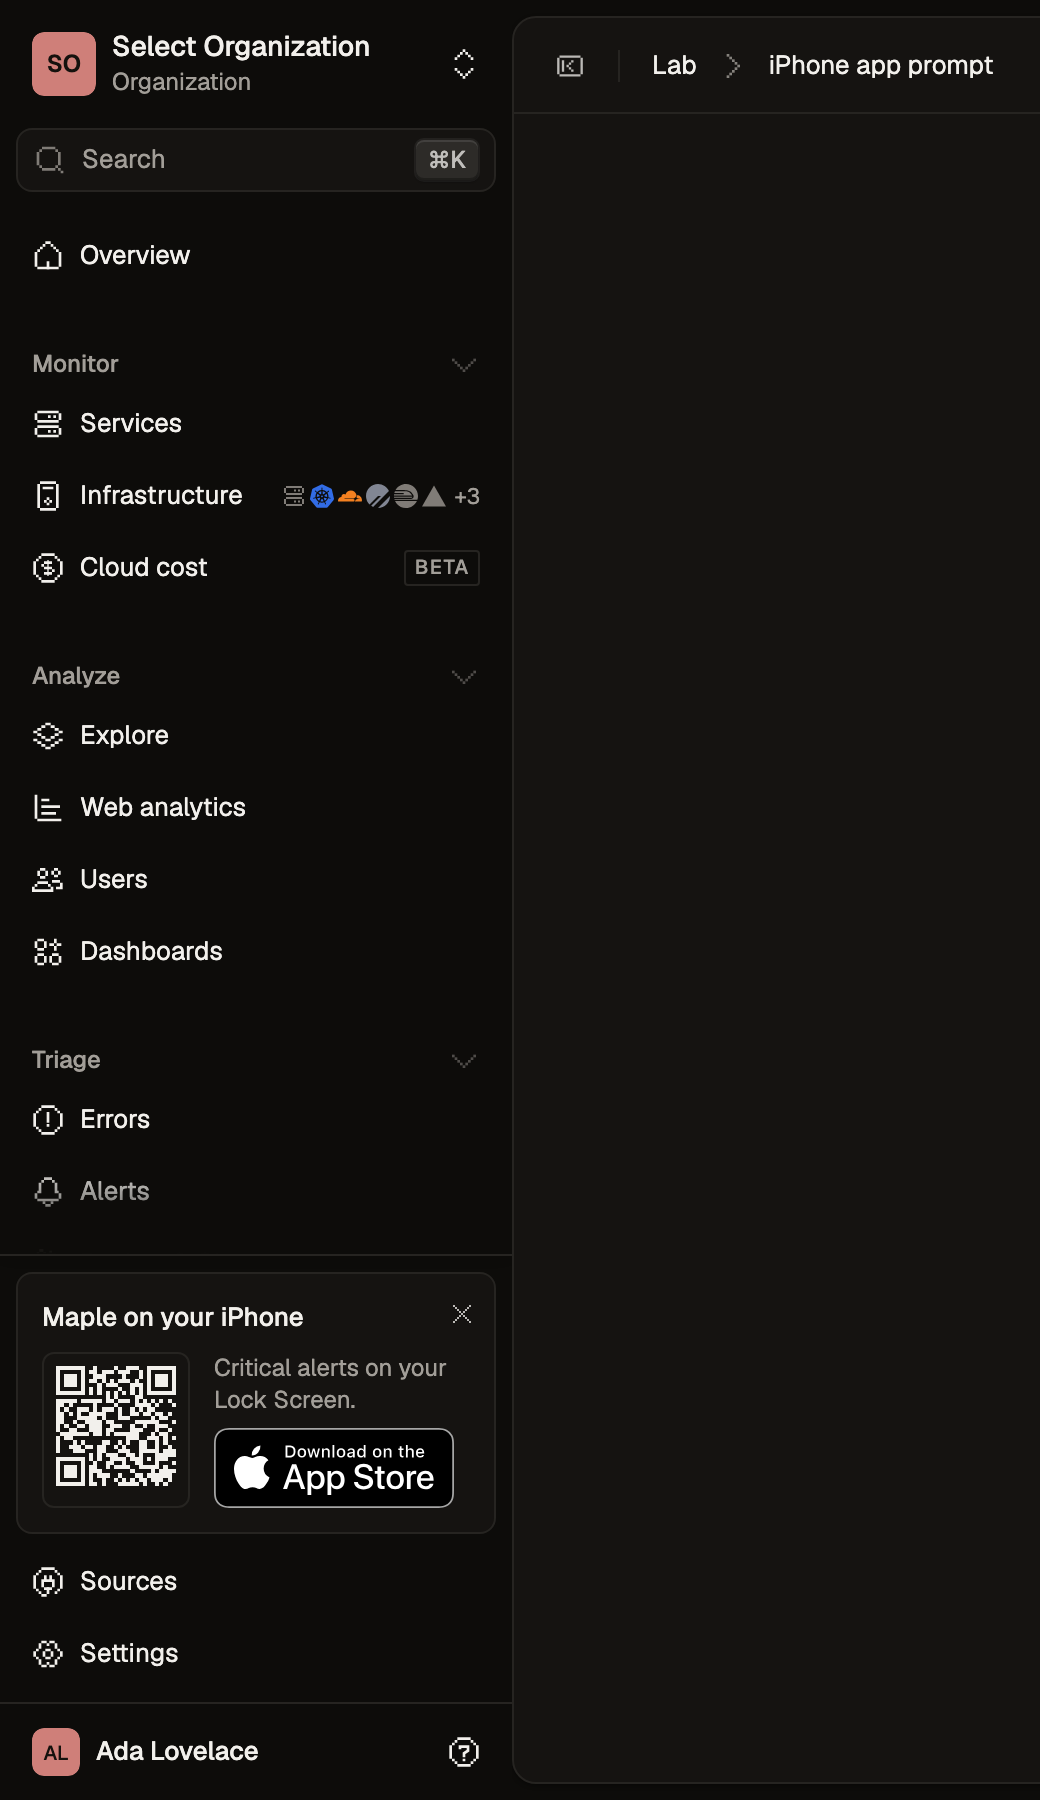 SO
Select Organization
Organization
Lab
iPhone app prompt
Search
⌘K
Overview
Monitor
Services
Infrastructure
+3
Cloud cost
BETA
Analyze
Explore
Web analytics
Users
Dashboards
Triage
Errors
Alerts
Maple on your iPhone
Critical alerts on your
Lock Screen.
Download on the
App Store
Sources
Settings
AL
Ada Lovelace